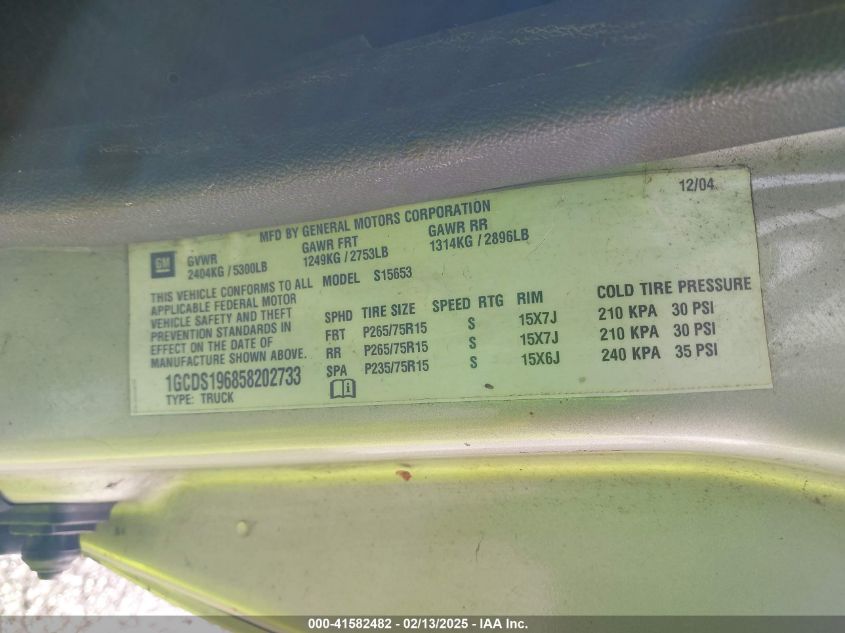 12/04
MFD BY GENERAL MOTORS CORPORATION
GM
GVWR GAWR FRT GAWR RR
2404KG / 5300LB 1249KG / 2753LB 1314KG / 2896LB
THIS VEHICLE CONFORMS TO ALL
APPLICABLE FEDERAL MOTOR
VEHICLE SAFETY AND THEFT
PREVENTION STANDARDS IN
EFFECT ON THE DATE OF
MANUFACTURE SHOWN ABOVE.
1GCDS196858202733
TYPE: TRUCK
MODEL S15653
SPHD TIRE SIZE SPEED RTG RIM COLD TIRE PRESSURE
FRT P265/75R15 S 15X7J 210 KPA 30 PSI
RR P265/75R15 S 15X7J 210 KPA 30 PSI
SPA P235/75R15 S 15X6J 240 KPA 35 PSI
000-41582482 - 02/13/2025 - IAA Inc.